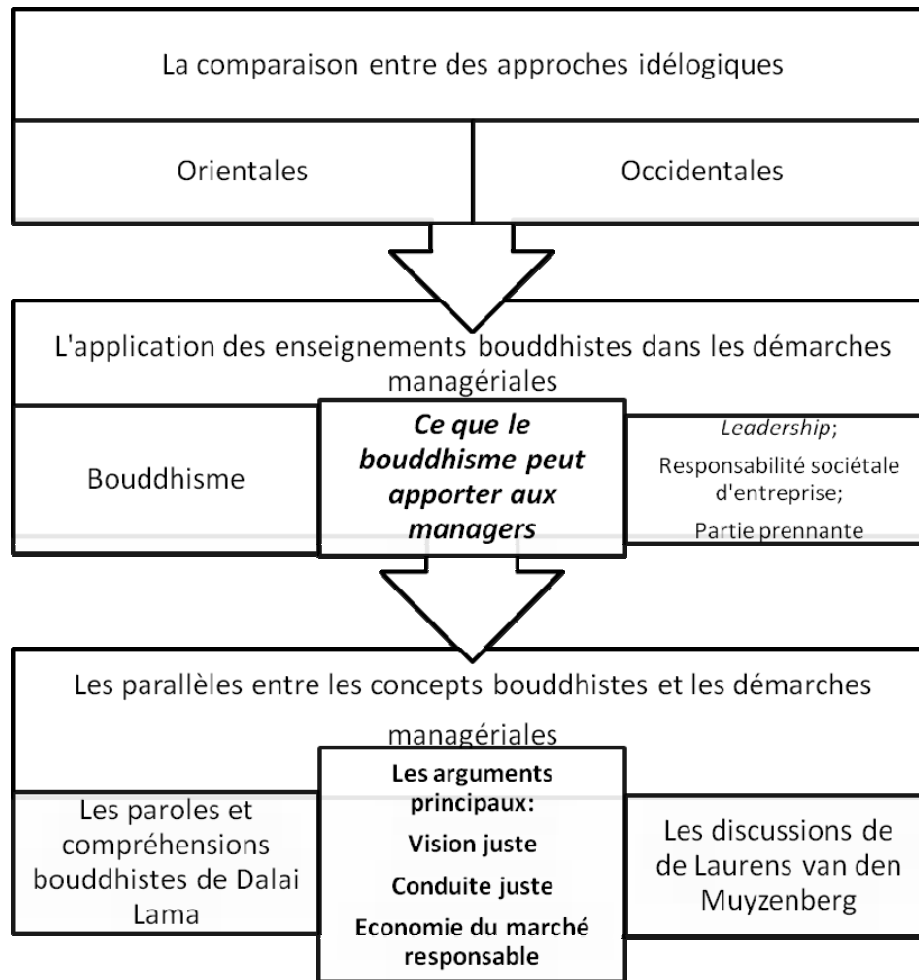 La comparaison entre des approches idélogiques
Orientales
Occidentales
L'application des enseignements bouddhistes dans les démarches
managériales
Bouddhisme
Ce que le
bouddhisme peut
apporter aux
managers
Leadership;
Responsabilité sociétale
d'entreprise;
Partie prennante
Les parallèles entre les concepts bouddhistes et les démarches
managériales
Les paroles et
compréhensions
bouddhistes de Dalai
Lama
Les arguments
principaux:
Vision juste
Conduite juste
Economie du marché
responsable
Les discussions de
de Laurens van den
Muyzenberg